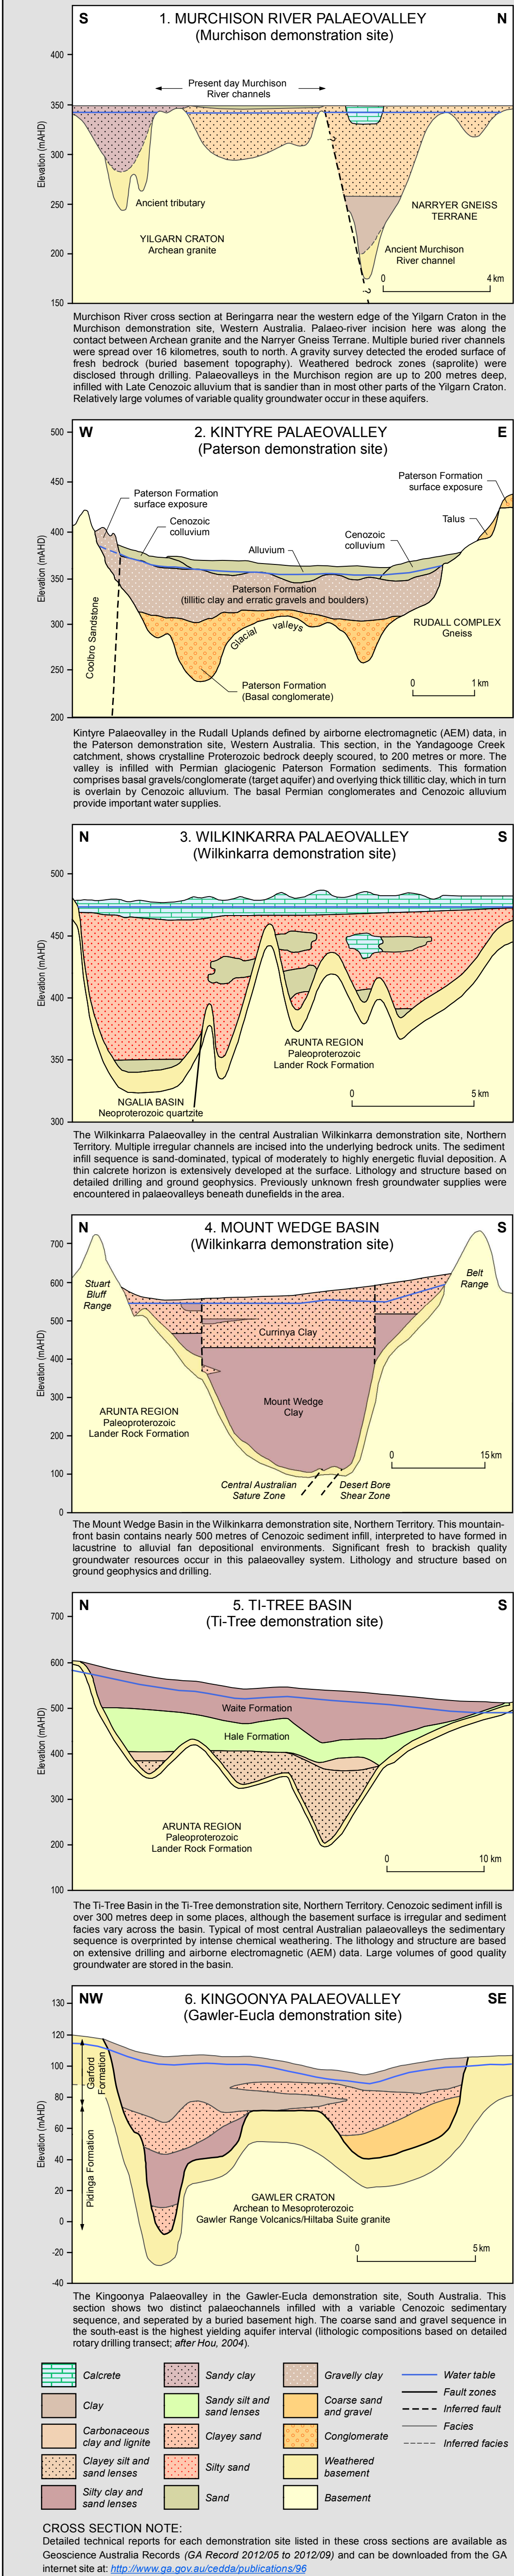 S
1. MURCHISON RIVER PALAEOVALLEY
N
(Murchison demonstration site)
400
350
300
250
200
150
Elevation (mAHD)
Present day Murchison
River channels
?
Ancient tributary
YILGARN CRATON
Archean granite
NARRYER GNEISS
TERRANE
Ancient Murchison
River channel
?
0
4 km
Murchison River cross section at Beringarra near the western edge of the Yilgarn Craton in the
Murchison demonstration site, Western Australia. Palaeo-river incision here was along the
contact between Archean granite and the Narryer Gneiss Terrane. Multiple buried river channels
were spread over 16 kilometres, south to north. A gravity survey detected the eroded surface of
fresh bedrock (buried basement topography). Weathered bedrock zones (saprolite) were
disclosed through drilling. Palaeovalleys in the Murchison region are up to 200 metres deep,
infilled with Late Cenozoic alluvium that is sandier than in most other parts of the Yilgarn Craton.
Relatively large volumes of variable quality groundwater occur in these aquifers.
W
2. KINTYRE PALAEOVALLEY
E
(Paterson demonstration site)
500
450
400
350
300
250
200
Elevation (mAHD)
Paterson Formation
surface exposure
Cenozoic
colluvium
Alluvium
Cenozoic
colluvium
Paterson Formation
surface exposure
Talus
Paterson Formation
(tillitic clay and erratic gravels and boulders)
Glacial valleys
Coolbro Sandstone
RUDALL COMPLEX
Gneiss
Paterson Formation
(Basal conglomerate)
0
1 km
Kintyre Palaeovalley in the Rudall Uplands defined by airborne electromagnetic (AEM) data, in
the Paterson demonstration site, Western Australia. This section, in the Yandagooge Creek
catchment, shows crystalline Proterozoic bedrock deeply scoured, to 200 metres or more. The
valley is infilled with Permian glaciogenic Paterson Formation sediments. This formation
comprises basal gravels/conglomerate (target aquifer) and overlying thick tillitic clay, which in turn
is overlain by Cenozoic alluvium. The basal Permian conglomerates and Cenozoic alluvium
provide important water supplies.
N
3. WILKINKARRA PALAEOVALLEY
S
(Wilkinkarra demonstration site)
500
450
400
350
300
Elevation (mAHD)
ARUNTA REGION
Paleoproterozoic
Lander Rock Formation
NGALIA BASIN
Neoproterozoic quartzite
0
5 km
The Wilkinkarra Palaeovalley in the central Australian Wilkinkarra demonstration site, Northern
Territory. Multiple irregular channels are incised into the underlying bedrock units. The sediment
infill sequence is sand-dominated, typical of moderately to highly energetic fluvial deposition. A
thin calcrete horizon is extensively developed at the surface. Lithology and structure based on
detailed drilling and ground geophysics. Previously unknown fresh groundwater supplies were
encountered in palaeovalleys beneath dunefields in the area.
N
4. MOUNT WEDGE BASIN
S
(Wilkinkarra demonstration site)
700
600
500
400
300
200
100
0
Elevation (mAHD)
Stuart
Bluff
Range
Belt
Range
Currinya Clay
Mount Wedge
Clay
ARUNTA REGION
Paleoproterozoic
Lander Rock Formation
Central Australian
Sature Zone
Desert Bore
Shear Zone
0
15 km
The Mount Wedge Basin in the Wilkinkarra demonstration site, Northern Territory. This mountain-
front basin contains nearly 500 metres of Cenozoic sediment infill, interpreted to have formed in
lacustrine to alluvial fan depositional environments. Significant fresh to brackish quality
groundwater resources occur in this palaeovalley system. Lithology and structure based on
ground geophysics and drilling.
N
5. TI-TREE BASIN
S
(Ti-Tree demonstration site)
700
600
500
400
300
200
100
Elevation (mAHD)
Waite Formation
Hale Formation
ARUNTA REGION
Paleoproterozoic
Lander Rock Formation
0
10 km
The Ti-Tree Basin in the Ti-Tree demonstration site, Northern Territory. Cenozoic sediment infill is
over 300 metres deep in some places, although the basement surface is irregular and sediment
facies vary across the basin. Typical of most central Australian palaeovalleys the sedimentary
sequence is overprinted by intense chemical weathering. The lithology and structure are based
on extensive drilling and airborne electromagnetic (AEM) data. Large volumes of good quality
groundwater are stored in the basin.
NW
6. KINGOONYA PALAEOVALLEY
SE
(Gawler-Eucla demonstration site)
130
120
100
80
60
40
20
0
-20
-40
Elevation (mAHD)
Garford
Formation
Pidinga Formation
GAWLER CRATON
Archean to Mesoproterozoic
Gawler Range Volcanics/Hiltaba Suite granite
0
5 km
The Kingoonya Palaeovalley in the Gawler-Eucla demonstration site, South Australia. This
section shows two distinct palaeochannels infilled with a variable Cenozoic sedimentary
sequence, and seperated by a buried basement high. The coarse sand and gravel sequence in
the south-east is the highest yielding aquifer interval (lithologic compositions based on detailed
rotary drilling transect; after Hou, 2004).
Calcrete
Clay
Carbonaceous
clay and lignite
Clayey silt and
sand lenses
Silty clay and
sand lenses
Sandy clay
Sandy silt and
sand lenses
Clayey sand
Silty sand
Sand
Gravelly clay
Coarse sand
and gravel
Conglomerate
Weathered
basement
Basement
Water table
Fault zones
Inferred fault
Facies
Inferred facies
CROSS SECTION NOTE:
Detailed technical reports for each demonstration site listed in these cross sections are available as
Geoscience Australia Records (GA Record 2012/05 to 2012/09) and can be downloaded from the GA
internet site at: http://www.ga.gov.au/cedda/publications/96